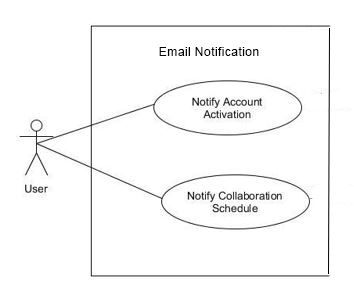 Email Notification
Notify Account
Activation
User
Notify Collaboration
Schedule